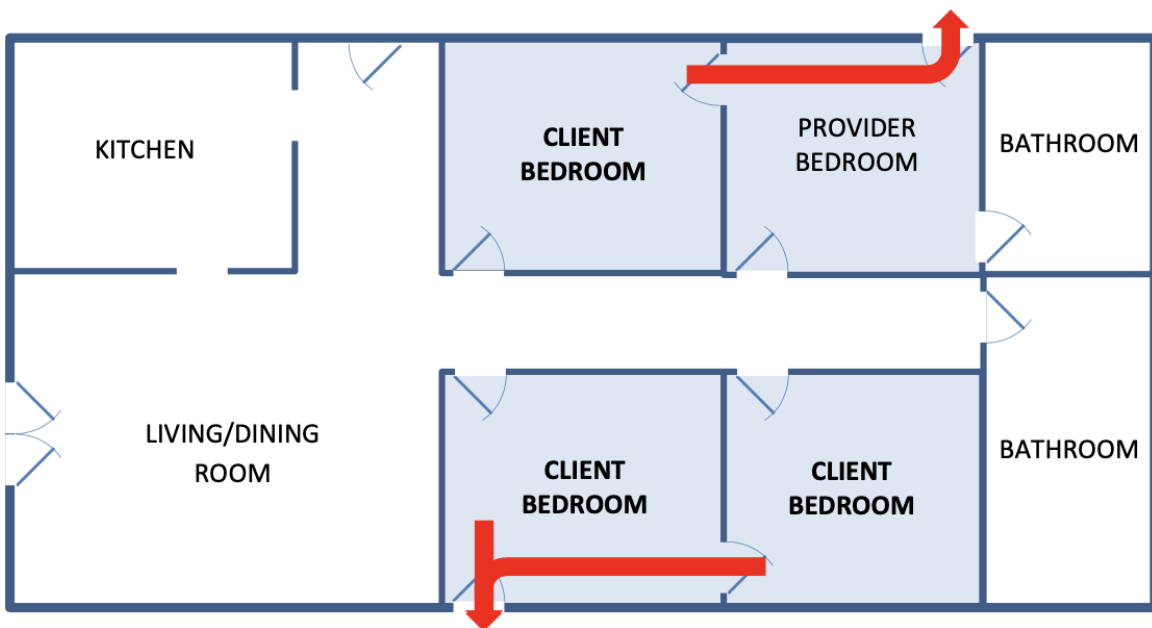 KITCHEN
CLIENT
BEDROOM
PROVIDER
BEDROOM
BATHROOM
LIVING/DINING
ROOM
CLIENT
BEDROOM
CLIENT
BEDROOM
BATHROOM